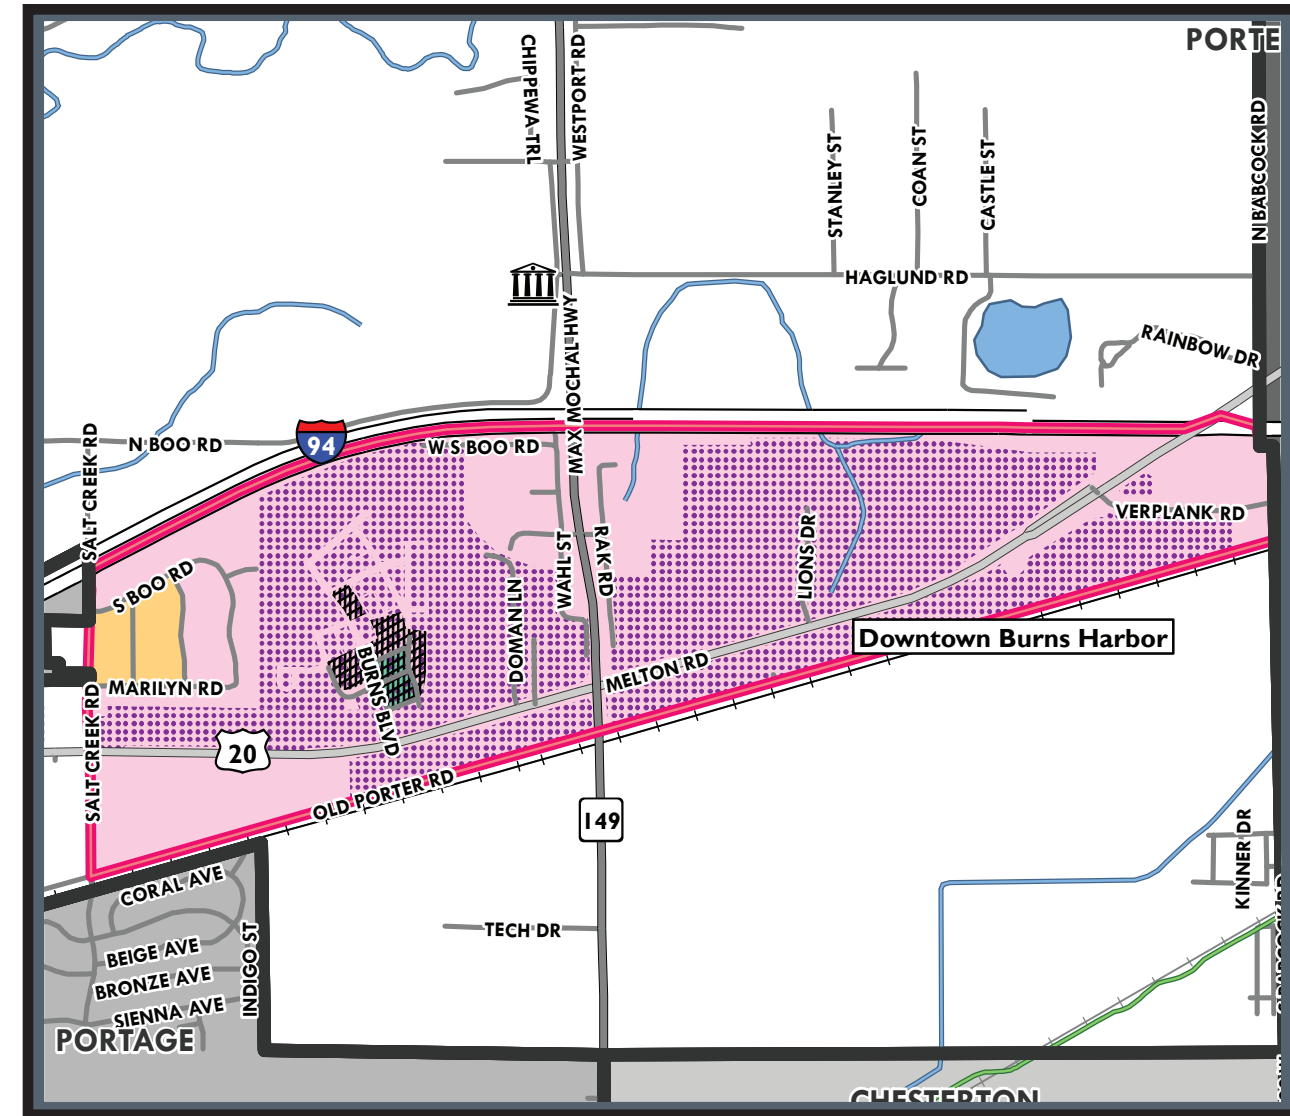 PORTE
CHIPPEWA TRL
WESTPORT RD
STANLEY ST
COAN ST
CASTLE ST
N BABCOCK RD
HAGLUND RD
RAINBOW DR
MAX MOCHAL HWY
N BOO RD
94
W S BOO RD
SALT CREEK RD
VERPLANK RD
S BOO RD
WAHL ST
RAK RD
LIONS DR
DOMAN LN
Downtown Burns Harbor
MARILYN RD
BURNS BLVD
MELTON RD
SALT CREEK RD
20
OLD PORTER RD
149
CORAL AVE
KINNER DR
TECH DR
INDIGO ST
BEIGE AVE
BRONZE AVE
SIENNA AVE
PORTAGE
CHESTERTON